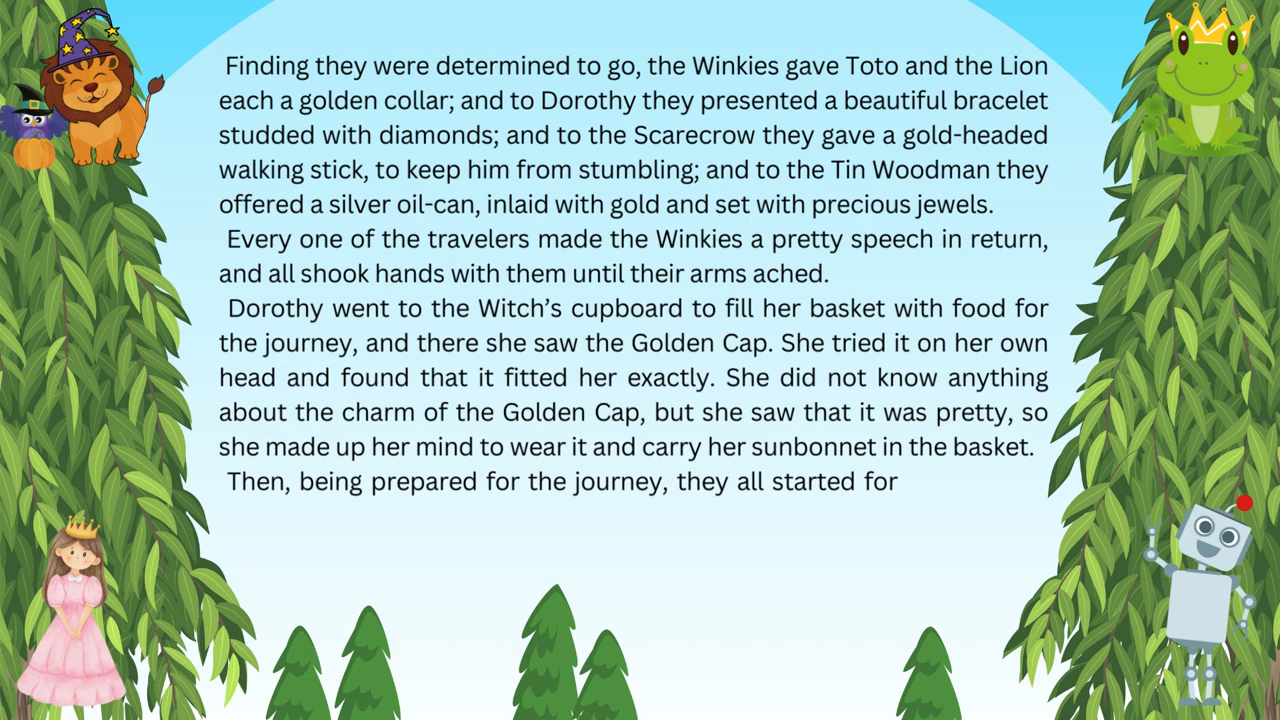 Finding they were determined to go, the Winkies gave Toto and the Lion
each a golden collar; and to Dorothy they presented a beautiful bracelet
studded with diamonds; and to the Scarecrow they gave a gold-headed
walking stick, to keep him from stumbling; and to the Tin Woodman they
offered a silver oil-can, inlaid with gold and set with precious jewels.
Every one of the travelers made the Winkies a pretty speech in return,
and all shook hands with them until their arms ached.
Dorothy went to the Witch’s cupboard to fill her basket with food for
the journey, and there she saw the Golden Cap. She tried it on her own
head and found that it fitted her exactly. She did not know anything
about the charm of the Golden Cap, but she saw that it was pretty, so
she made up her mind to wear it and carry her sunbonnet in the basket.
Then, being prepared for the journey, they all started for